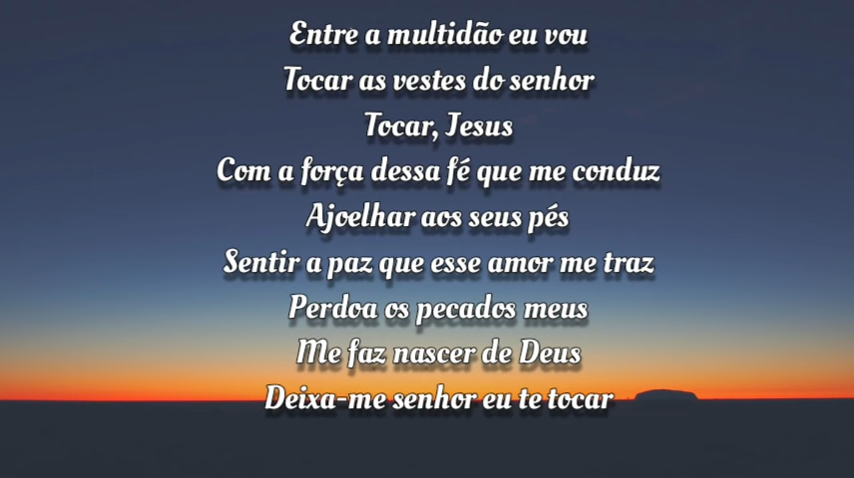 Entre a multidão eu vou
Tocar as vestes do senhor
Tocar, Jesus
Com a força dessa fé que me conduz
Ajoelhar aos seus pés
Sentir a paz que esse amor me traz
Perdoa os pecados meus
Me faz nascer de Deus
Deixa-me senhor eu te tocar